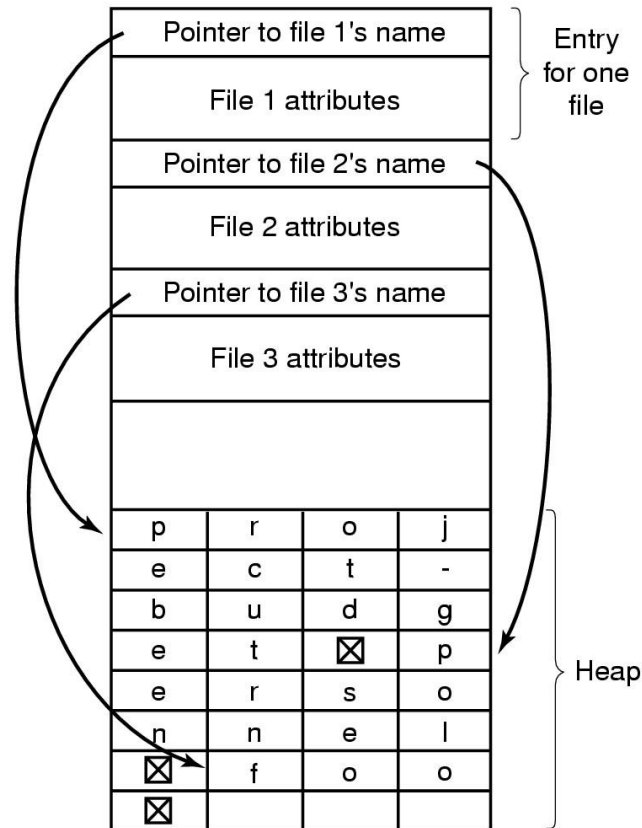 Pointer to file 1's name
Entry
for one
file
File 1 attributes
Pointer to file 2's name
File 2 attributes
Pointer to file 3's name
File 3 attributes
p r o j
e c t -
b u d g
e t ☒ p
e r s o
n n e l
☒ f o o
☒
Heap